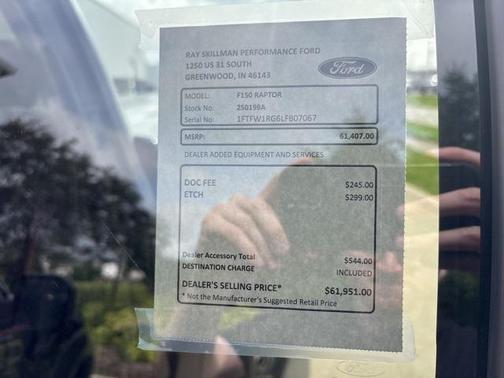 RAY SKILLMAN PERFORMANCE FORD
1250 US 31 SOUTH
GREENWOOD, IN 46143
Ford
MODEL: F150 RAPTOR
Stock No: 250199A
Serial No: 1FTFW1RG6LFB07067
MSRP: 61,407.00
DEALER ADDED EQUIPMENT AND SERVICES
DOC FEE $245.00
ETCH $299.00
Dealer Accessory Total $544.00
DESTINATION CHARGE INCLUDED
DEALER'S SELLING PRICE* $61,951.00
* Not the Manufacturer's Suggested Retail Price